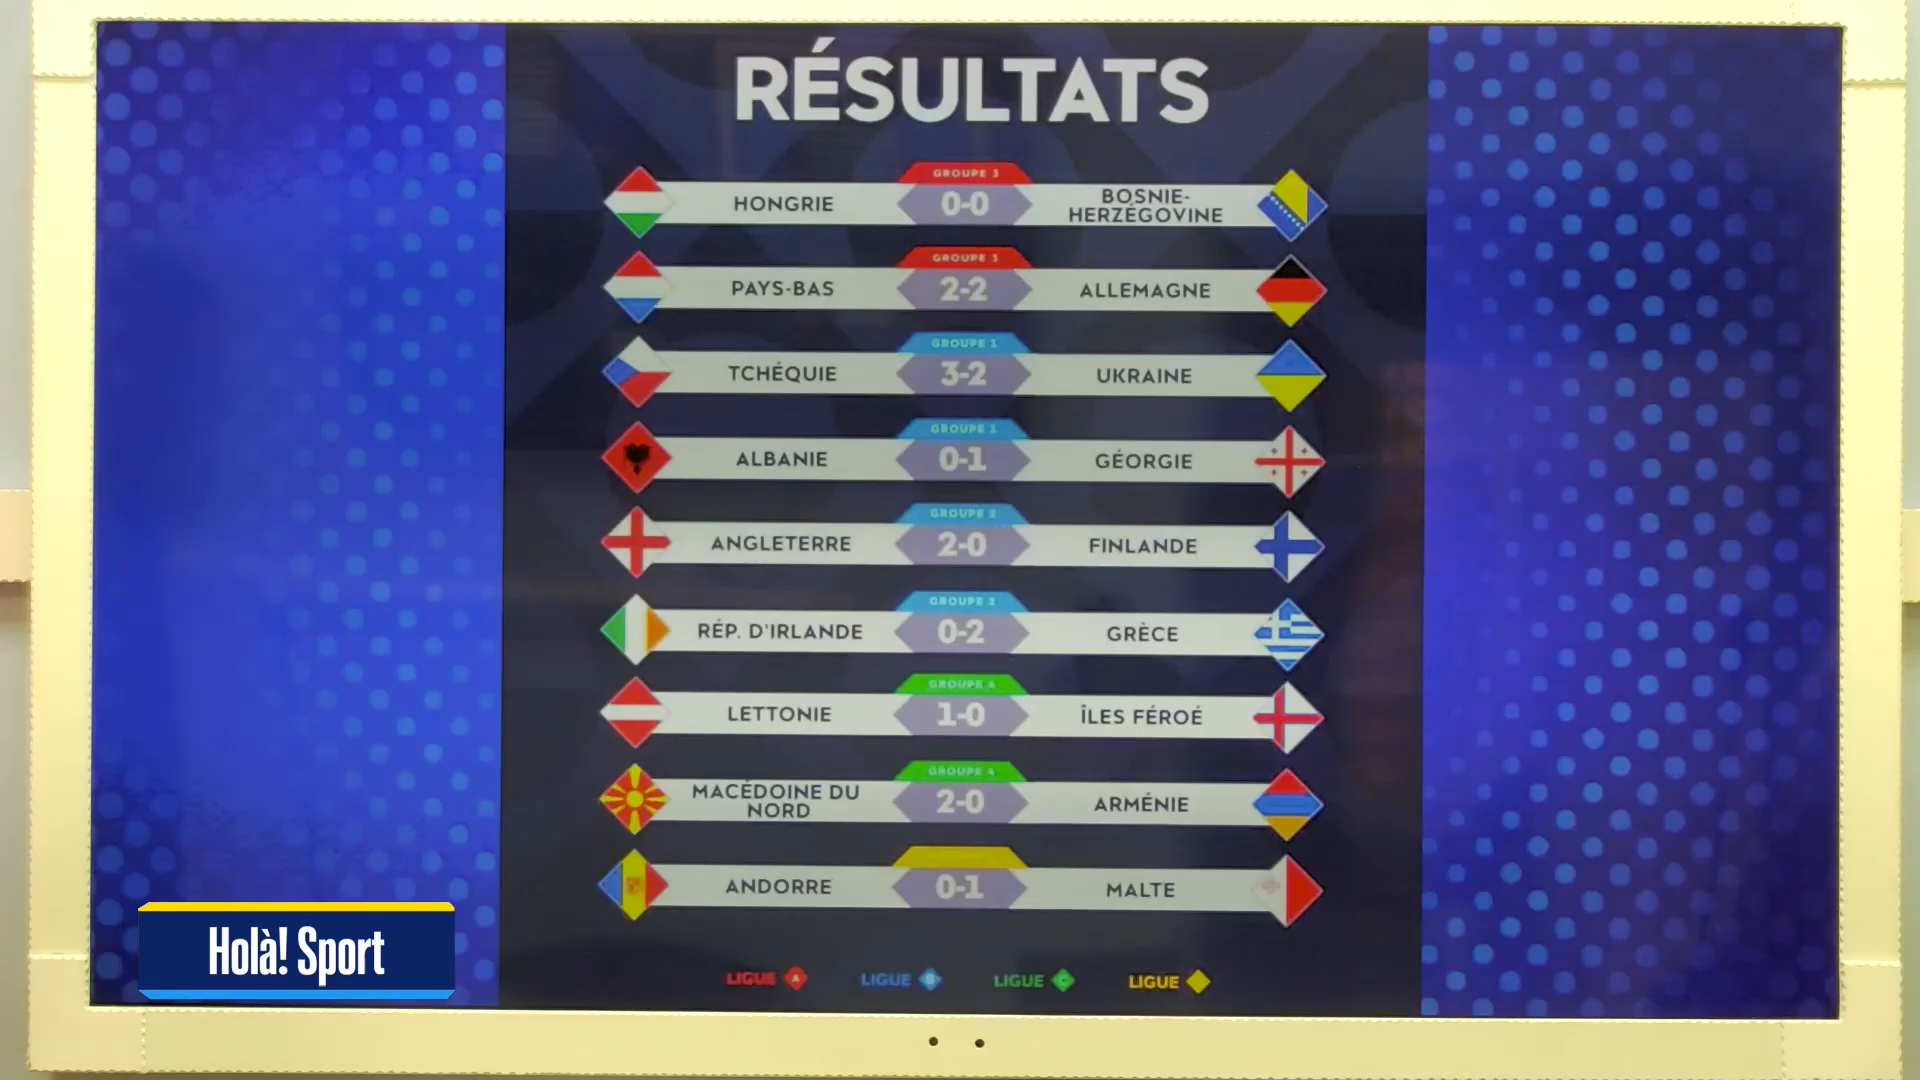 RÉSULTATS
GROUPE 3
HONGRIE 0-0 BOSNIE-
HERZÉGOVINE
GROUPE 3
PAYS-BAS 2-2 ALLEMAGNE
GROUPE 1
TCHÉQUIE 3-2 UKRAINE
GROUPE 1
ALBANIE 0-1 GÉORGIE
GROUPE 2
ANGLETERRE 2-0 FINLANDE
GROUPE 2
RÉP. D'IRLANDE 0-2 GRÈCE
GROUPE 4
LETTONIE 1-0 ÎLES FÉROÉ
GROUPE 4
MACÉDOINE DU
NORD 2-0 ARMÉNIE
ANDORRE 0-1 MALTE
Holà! Sport
LIGUE A LIGUE B LIGUE C LIGUE